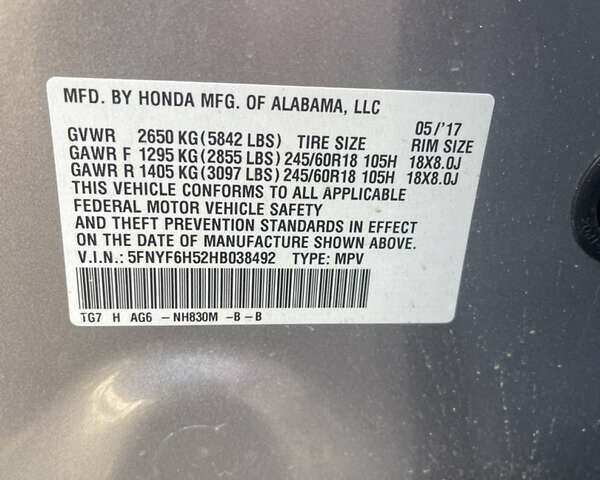 MFD. BY HONDA MFG. OF ALABAMA, LLC
05/'17
GVWR 2650 KG(5842 LBS) TIRE SIZE RIM SIZE
GAWR F 1295 KG(2855 LBS)245/60R18 105H 18X8.0J
GAWR R 1405 KG(3097 LBS)245/60R18 105H 18X8.0J
THIS VEHICLE CONFORMS TO ALL APPLICABLE
FEDERAL MOTOR VEHICLE SAFETY
AND THEFT PREVENTION STANDARDS IN EFFECT
ON THE DATE OF MANUFACTURE SHOWN ABOVE.
V.I.N.: 5FNYF6H52HB038492 TYPE: MPV
TG7 H AG6 -NH830M -B-B